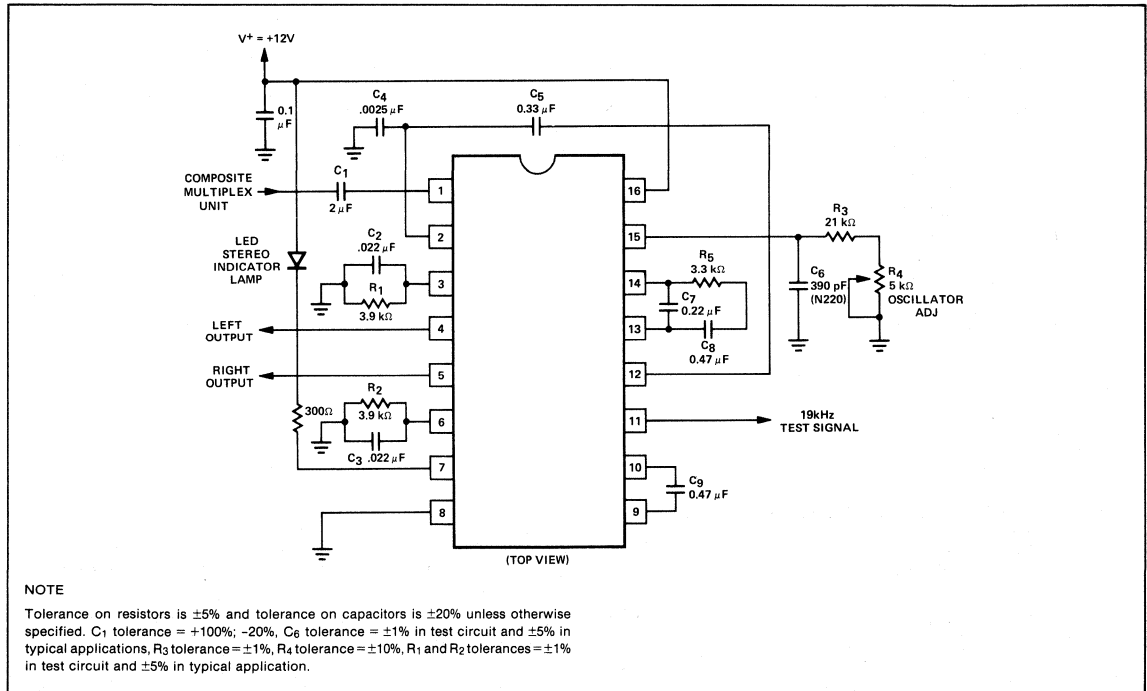 V+ = +12V
0.1
μF
C4
.0025 μF
C5
0.33 μF
COMPOSITE
MULTIPLEX
UNIT
C1
2 μF
1
16
2
15
R3
21 kΩ
LED
STEREO
INDICATOR
LAMP
C2
.022 μF
R1
3.9 kΩ
3
14
R5
3.3 kΩ
C7
0.22 μF
C6
390 pF
(N220)
R4
5 kΩ
OSCILLATOR
ADJ
LEFT
OUTPUT
4
13
C8
0.47 μF
RIGHT
OUTPUT
5
12
300Ω
R2
3.9 kΩ
C3 .022 μF
6
11
19kHz
TEST SIGNAL
7
10
C9
0.47 μF
8
9
(TOP VIEW)
NOTE
Tolerance on resistors is ±5% and tolerance on capacitors is ±20% unless otherwise
specified. C1 tolerance = +100%; -20%, C6 tolerance = ±1% in test circuit and ±5% in
typical applications, R3 tolerance=±1%, R4 tolerance=±10%, R1 and R2 tolerances=±1%
in test circuit and ±5% in typical application.